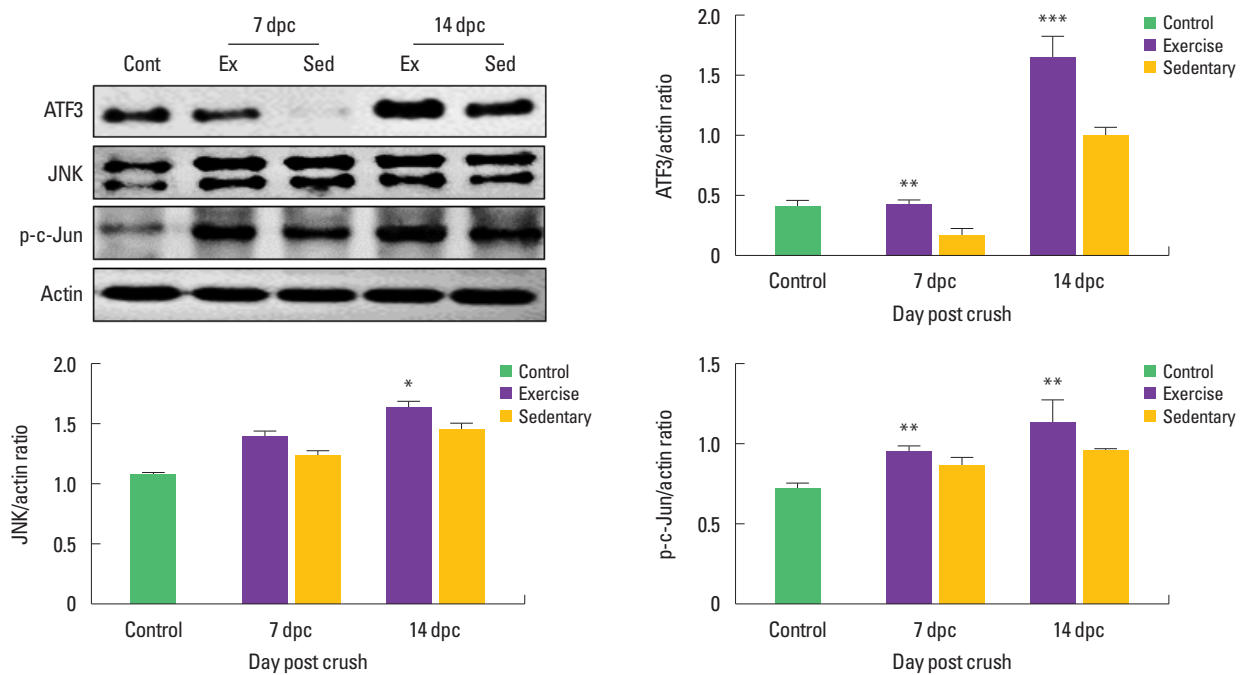 7 dpc 14 dpc
Cont Ex Sed Ex Sed
ATF3
JNK
p-c-Jun
Actin
ATF3/actin ratio
2.0
1.5
1.0
0.5
0
***
**
Control
Exercise
Sedentary
Control 7 dpc 14 dpc
Day post crush
JNK/actin ratio
2.0
1.5
1.0
0.5
0
*
Control
Exercise
Sedentary
Control 7 dpc 14 dpc
Day post crush
p-c-Jun/actin ratio
1.5
1.0
0.5
0
**
**
Control
Exercise
Sedentary
Control 7 dpc 14 dpc
Day post crush